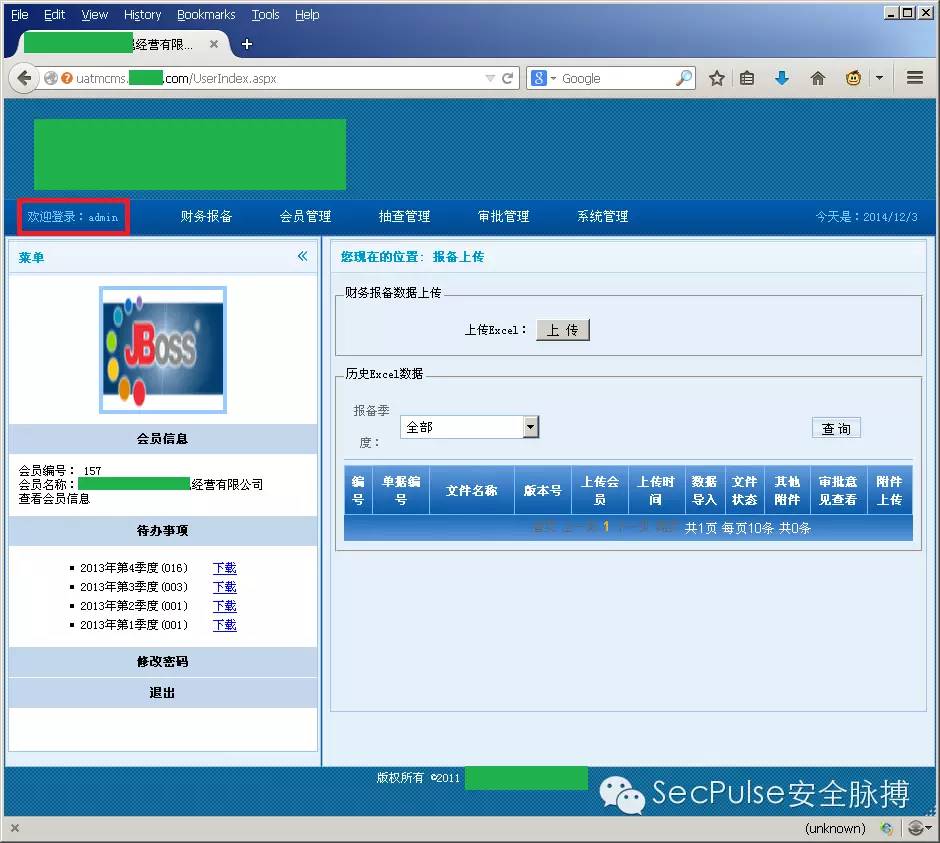 File Edit View History Bookmarks Tools Help
经营有限...
uatmcms. .com/UserIndex.aspx
Google
欢迎登录：admin 财务报备 会员管理 抽查管理 审批管理 系统管理 今天是：2014/12/3
菜单
您现在的位置：报备上传
财务报备数据上传
上传Excel： 上 传
JBoss
历史Excel数据
报备季度： 全部 查 询
会员信息
会员编号： 157
会员名称： 经营有限公司
查看会员信息
编号 单据编号 文件名称 版本号 上传会员 上传时间 数据导入 文件状态 其他附件 审批意见查看 附件上传
1 共1页 每页10条 共0条
待办事项
2013年第4季度(016) 下载
2013年第3季度(003) 下载
2013年第2季度(001) 下载
2013年第1季度(001) 下载
修改密码
退出
版权所有 ©2011
SecPulse安全脉搏
(unknown)